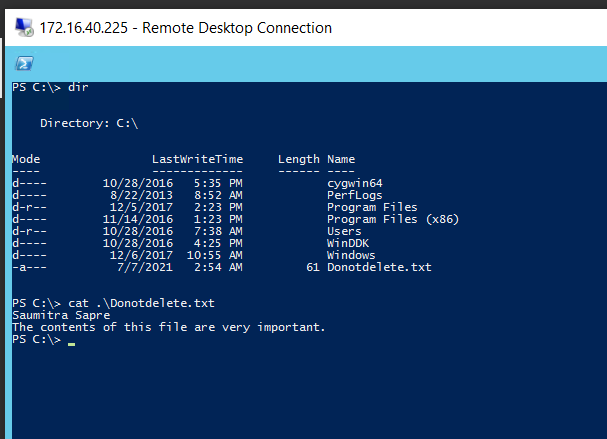 172.16.40.225 - Remote Desktop Connection
PS C:\> dir
Directory: C:\
Mode LastWriteTime Length Name
---- ------------- ------ ----
d---- 10/28/2016 5:35 PM cygwin64
d---- 8/22/2013 8:52 AM PerfLogs
d-r-- 12/5/2017 2:23 PM Program Files
d---- 11/14/2016 1:23 PM Program Files (x86)
d-r-- 10/28/2016 7:38 AM Users
d---- 10/28/2016 4:25 PM WinDDK
d---- 12/6/2017 10:55 AM Windows
-a--- 7/7/2021 2:54 AM 61 Donotdelete.txt
PS C:\> cat .\Donotdelete.txt
Saumitra Sapre
The contents of this file are very important.
PS C:\> _